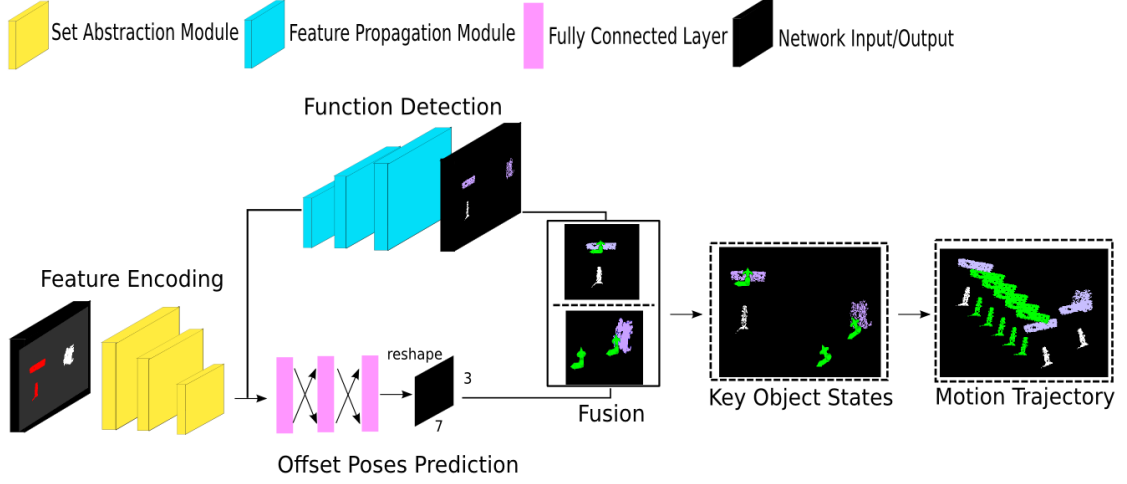 Set Abstraction Module
Feature Propagation Module
Fully Connected Layer
Network Input/Output
Function Detection
Feature Encoding
reshape
3
7
Offset Poses Prediction
Fusion
Key Object States
Motion Trajectory